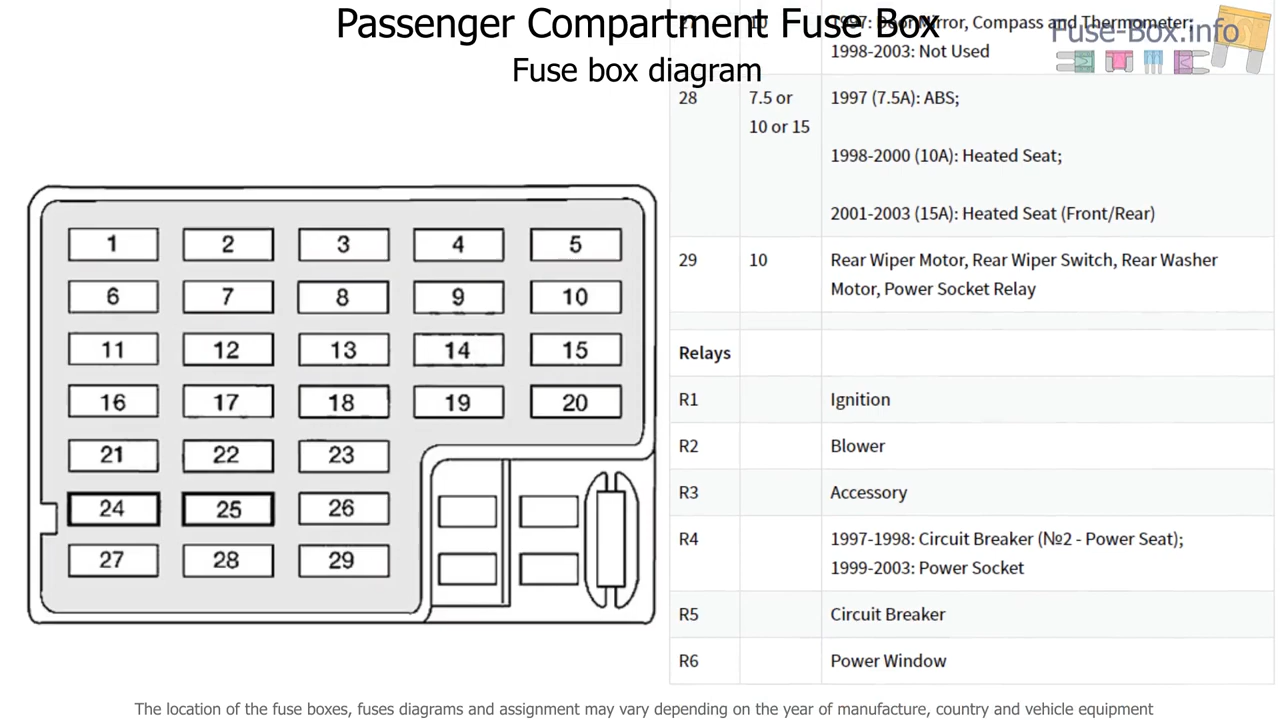 Passenger Compartment Fuse Box
Fuse box diagram
Fuse-Box.info
27 10 1997: Door Mirror, Compass and Thermometer;
1998-2003: Not Used
28 7.5 or 1997 (7.5A): ABS;
10 or 15
1998-2000 (10A): Heated Seat;
2001-2003 (15A): Heated Seat (Front/Rear)
29 10 Rear Wiper Motor, Rear Wiper Switch, Rear Washer
Motor, Power Socket Relay
Relays
R1 Ignition
R2 Blower
R3 Accessory
R4 1997-1998: Circuit Breaker (№2 - Power Seat);
1999-2003: Power Socket
R5 Circuit Breaker
R6 Power Window
1 2 3 4 5
6 7 8 9 10
11 12 13 14 15
16 17 18 19 20
21 22 23
24 25 26
27 28 29
The location of the fuse boxes, fuses diagrams and assignment may vary depending on the year of manufacture, country and vehicle equipment